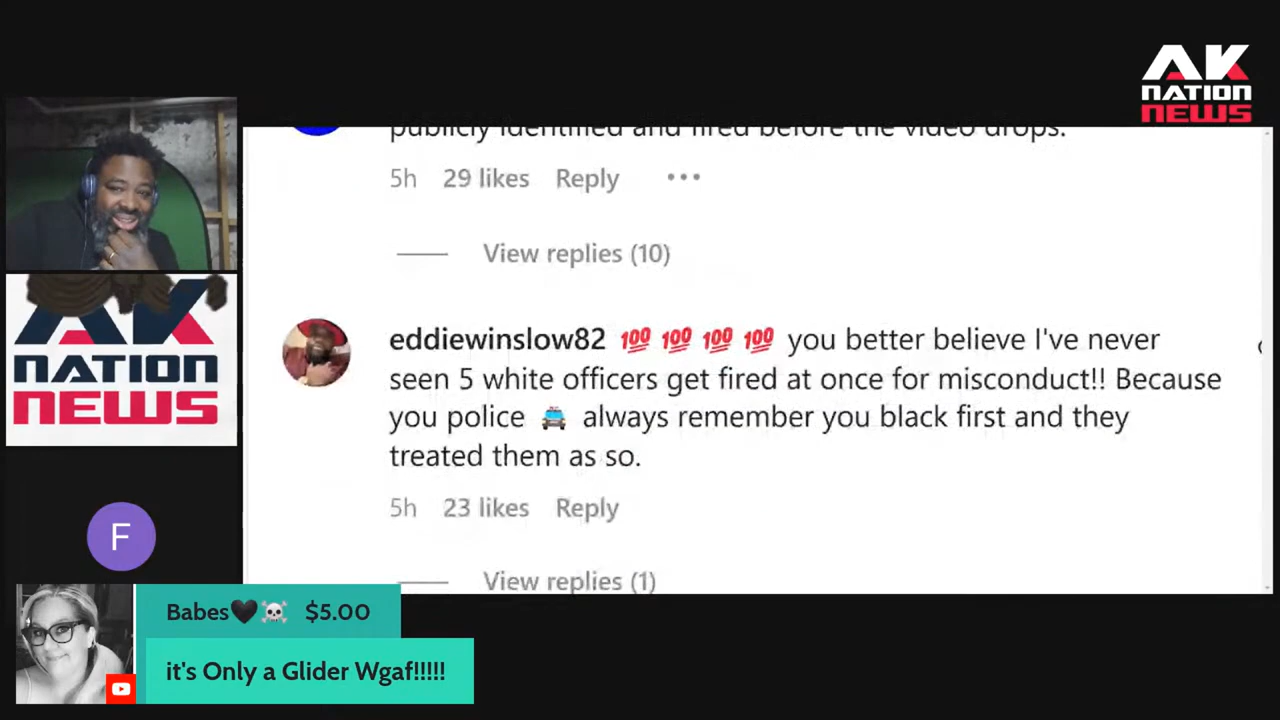 AK
NATION
NEWS
publicly identified and fired before the video drops.
5h 29 likes Reply •••
View replies (10)
eddiewinslow82 💯 💯 💯 💯 you better believe I've never
seen 5 white officers get fired at once for misconduct!! Because
you police 🚔 always remember you black first and they
treated them as so.
5h 23 likes Reply
View replies (1)
AK
NATION
NEWS
F
Babes🖤☠️ $5.00
it's Only a Glider Wgaf!!!!!